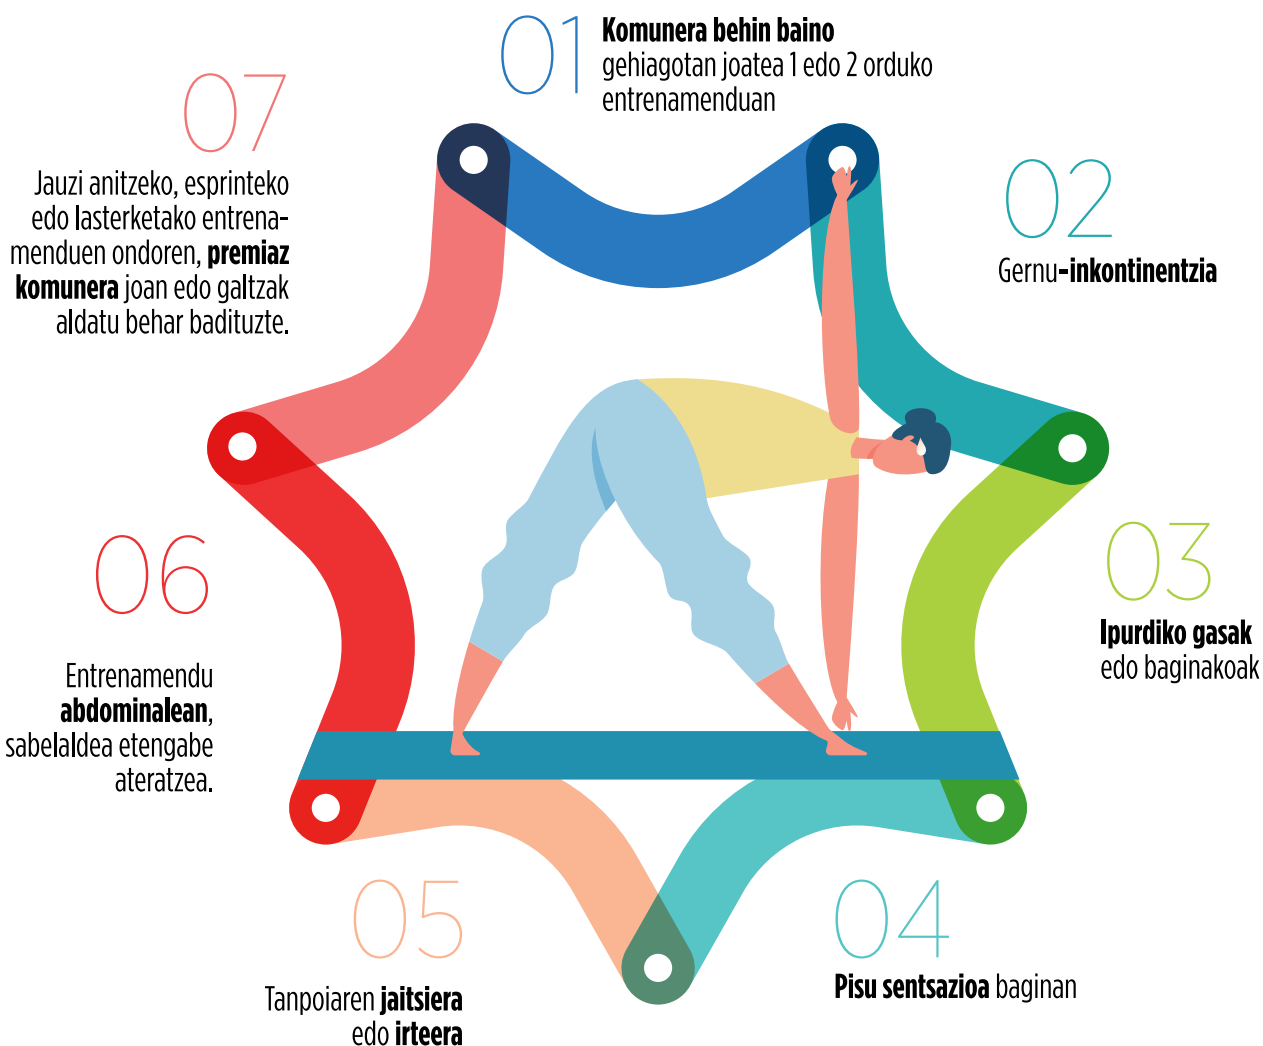 01
Komunera behin baino
gehiagotan joatea 1 edo 2 orduko
entrenamenduan
02
Gernu-inkontinentzia
03
Ipurdiko gasak
edo baginakoak
04
Pisu sentsazioa baginan
05
Tanpoiaren jaitsiera
edo irteera
06
Entrenamendu
abdominalean,
sabelaldea etengabe
ateratzea.
07
Jauzi anitzeko, esprinteko
edo lasterketako entrena-
menduen ondoren, premiaz
komunera joan edo galtzak
aldatu behar badituzte.